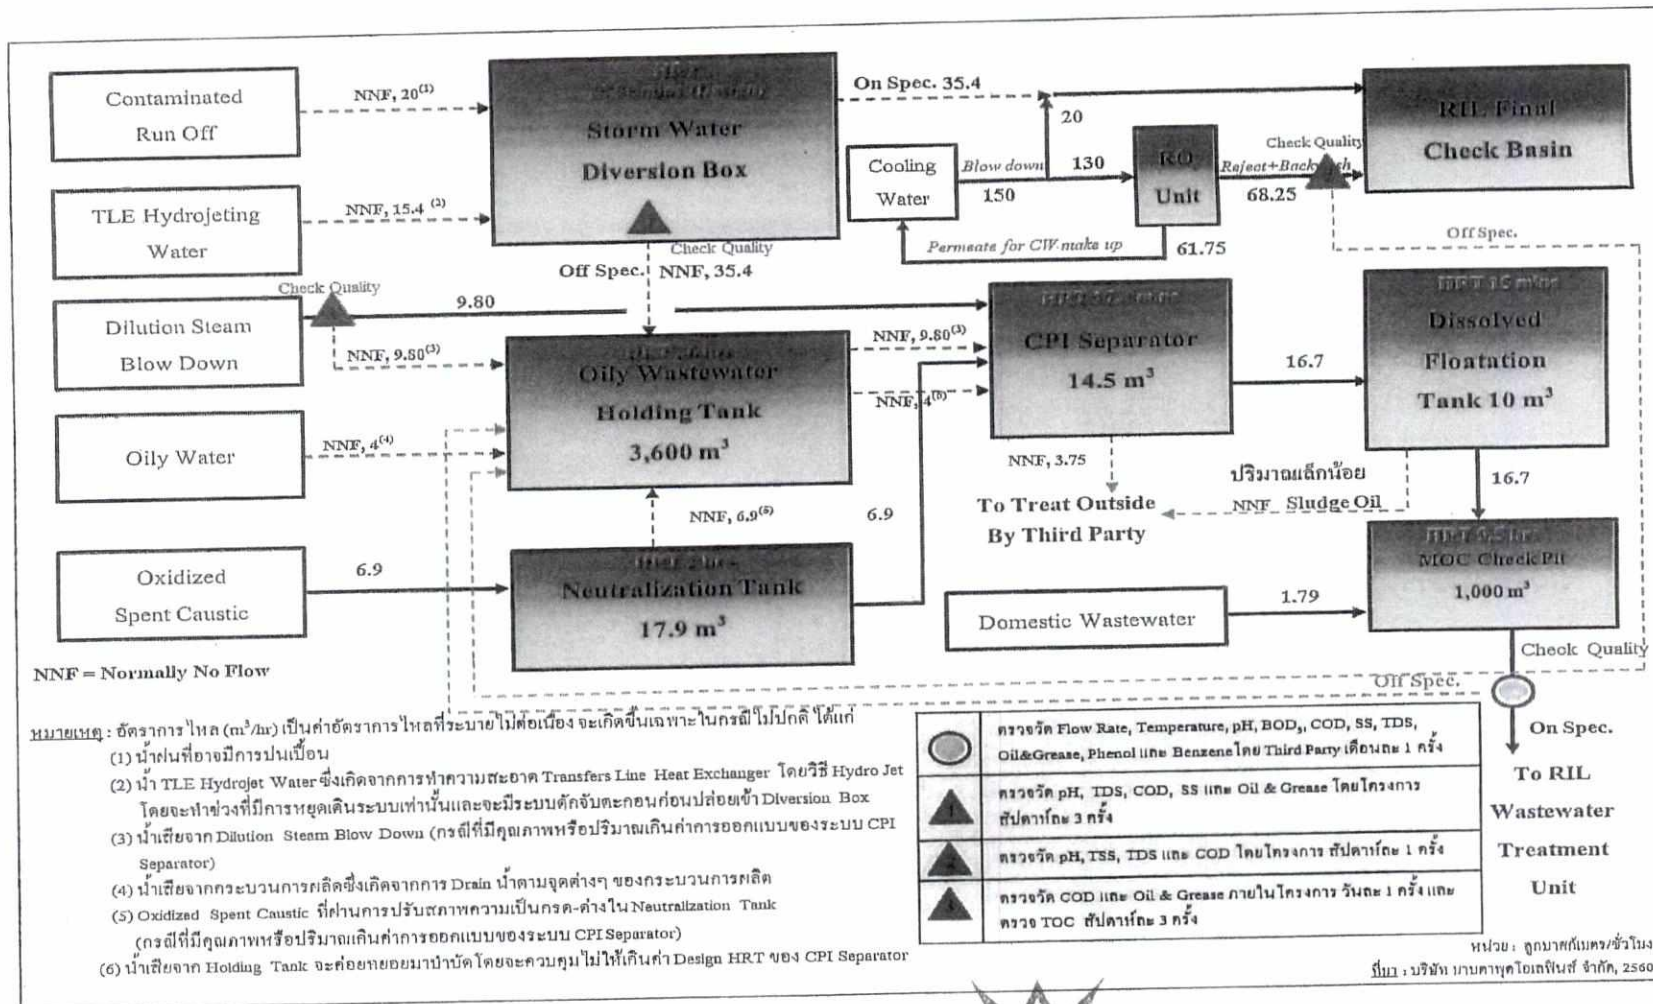 Contaminated
Run Off
NNF, 20(1)
Storm Water
Diversion Box
On Spec. 35.4
20
RIL Final
Check Basin
TLE Hydrojeting
Water
NNF, 15.4 (2)
Check Quality
Off Spec.
NNF, 35.4
Cooling
Water
Blow down
150
130
RO
Unit
Check Quality
Reject+Backwash
68.25
Permeate for CW make up
61.75
Off Spec.
Dilution Steam
Blow Down
Check Quality
9.80
NNF, 9.80(3)
Oily Wastewater
Holding Tank
3,600 m³
NNF, 9.80(3)
NNF, 4(6)
CPI Separator
14.5 m³
16.7
Dissolved
Floatation
Tank 10 m³
Oily Water
NNF, 4(4)
NNF, 3.75
To Treat Outside
By Third Party
ปริมาณเล็กน้อย
NNF Sludge Oil
16.7
NNF, 6.9(5)
6.9
Oxidized
Spent Caustic
6.9
Neutralization Tank
17.9 m³
Domestic Wastewater
1.79
MOC Check Pit
1,000 m³
Check Quality
Off Spec.
On Spec.
To RIL
Wastewater
Treatment
Unit
NNF = Normally No Flow
หมายเหตุ : อัตราการไหล (m³/hr) เป็นค่าอัตราการไหลที่ระบายไม่ต่อเนื่อง จะเกิดขึ้นเฉพาะในกรณีไม่ปกติ ได้แก่
(1) น้ำฝนที่อาจมีการปนเปื้อน
(2) น้ำ TLE Hydrojet Water ซึ่งเกิดจากการทำความสะอาด Transfers Line Heat Exchanger โดยวิธี Hydro Jet
โดยจะทำช่วงที่มีการหยุดเดินระบบเท่านั้นและจะมีระบบดักจับตะกอนก่อนปล่อยเข้า Diversion Box
(3) น้ำเสียจาก Dilution Steam Blow Down (กรณีที่มีคุณภาพหรือปริมาณเกินค่าการออกแบบของระบบ CPI
Separator)
(4) น้ำเสียจากกระบวนการผลิตซึ่งเกิดจากการ Drain น้ำตามจุดต่างๆ ของกระบวนการผลิต
(5) Oxidized Spent Caustic ที่ผ่านการปรับสภาพความเป็นกรด-ด่างใน Neutralization Tank
(กรณีที่มีคุณภาพหรือปริมาณเกินค่าการออกแบบของระบบ CPI Separator)
(6) น้ำเสียจาก Holding Tank จะค่อยทยอยมาบำบัดโดยจะควบคุมไม่ให้เกินค่า Design HRT ของ CPI Separator
ตรวจวัด Flow Rate, Temperature, pH, BOD₅, COD, SS, TDS,
Oil&Grease, Phenol และ Benzene โดย Third Party เดือนละ 1 ครั้ง
1
ตรวจวัด pH, TDS, COD, SS และ Oil & Grease โดยโครงการ
สัปดาห์ละ 3 ครั้ง
2
ตรวจวัด pH, TSS, TDS และ COD โดยโครงการ สัปดาห์ละ 1 ครั้ง
3
ตรวจวัด COD และ Oil & Grease ภายในโครงการ วันละ 1 ครั้ง และ
ตรวจ TOC สัปดาห์ละ 3 ครั้ง
หน่วย : ลูกบาศก์เมตร/ชั่วโมง
ที่มา : บริษัท มาบตาพุดโอเลฟินส์ จำกัด, 2560